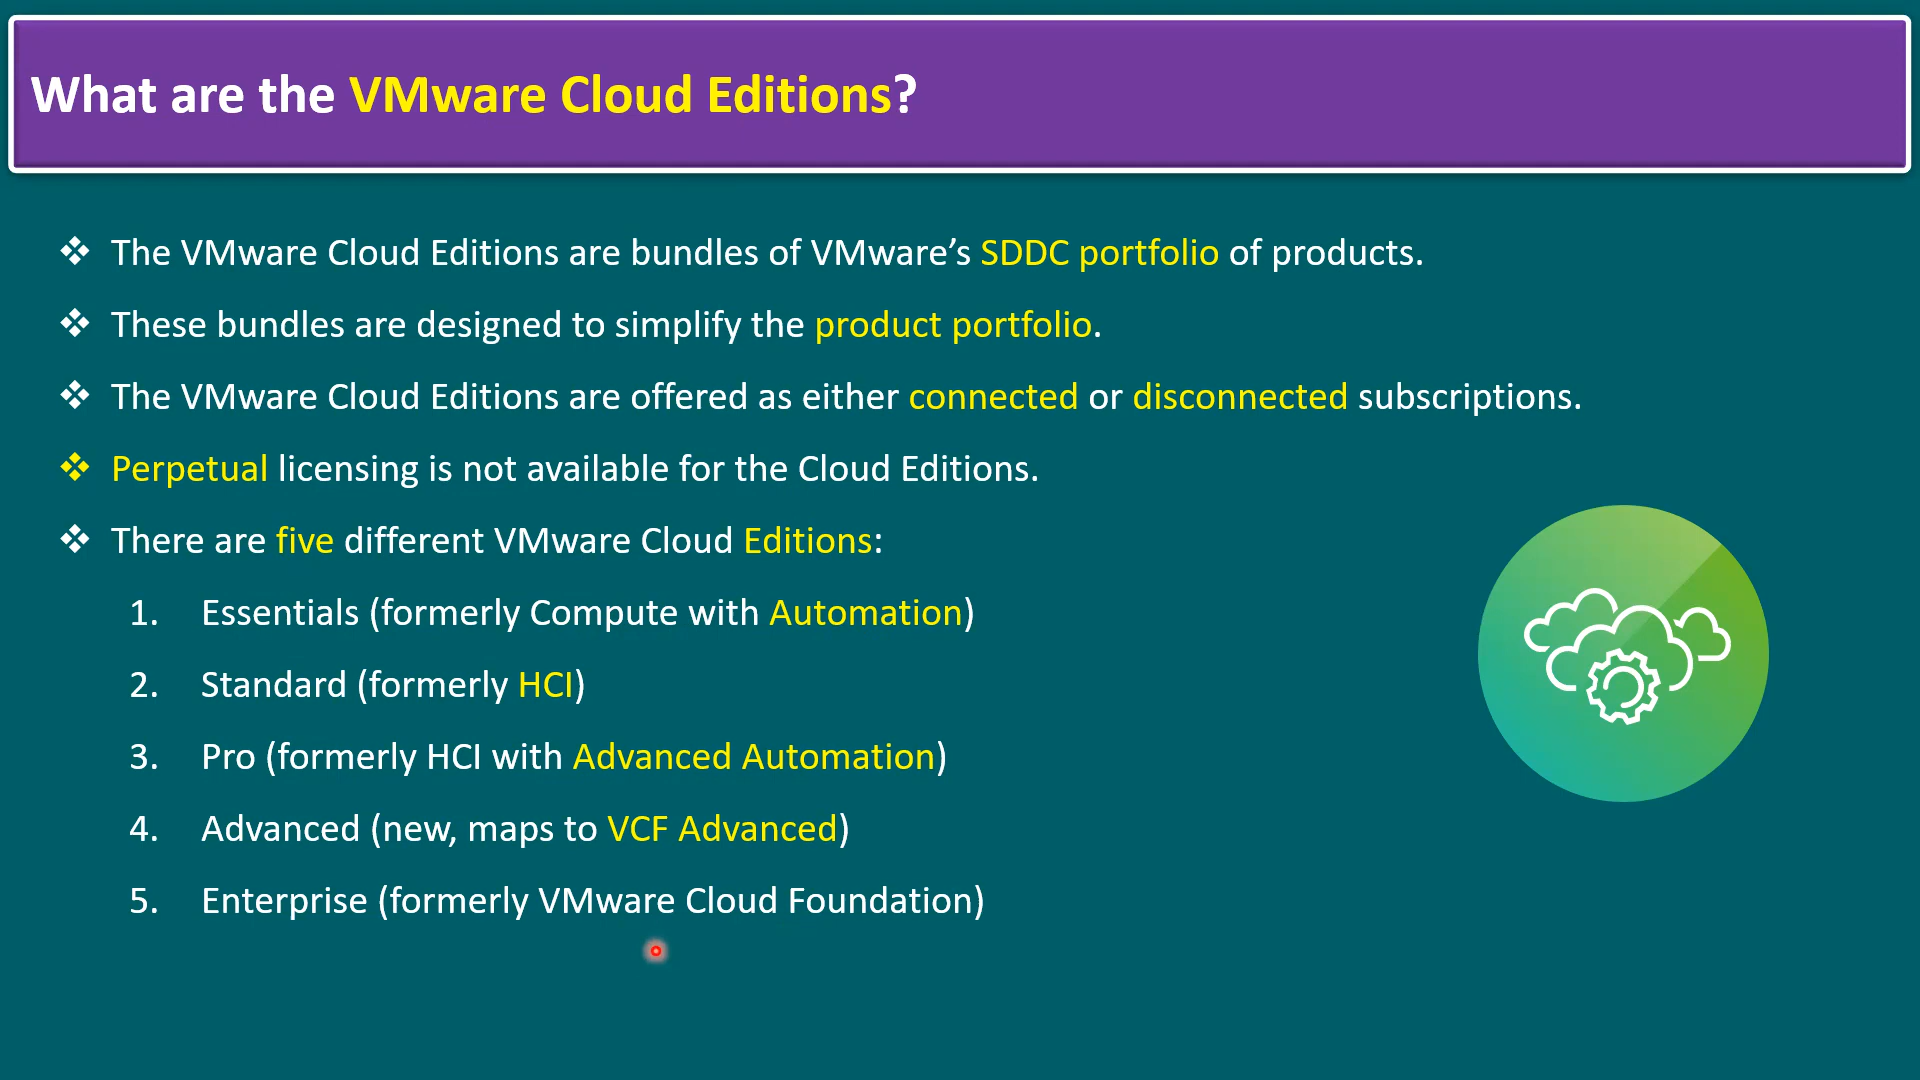 What are the VMware Cloud Editions?
❖ The VMware Cloud Editions are bundles of VMware’s SDDC portfolio of products.
❖ These bundles are designed to simplify the product portfolio.
❖ The VMware Cloud Editions are offered as either connected or disconnected subscriptions.
❖ Perpetual licensing is not available for the Cloud Editions.
❖ There are five different VMware Cloud Editions:
1. Essentials (formerly Compute with Automation)
2. Standard (formerly HCI)
3. Pro (formerly HCI with Advanced Automation)
4. Advanced (new, maps to VCF Advanced)
5. Enterprise (formerly VMware Cloud Foundation)